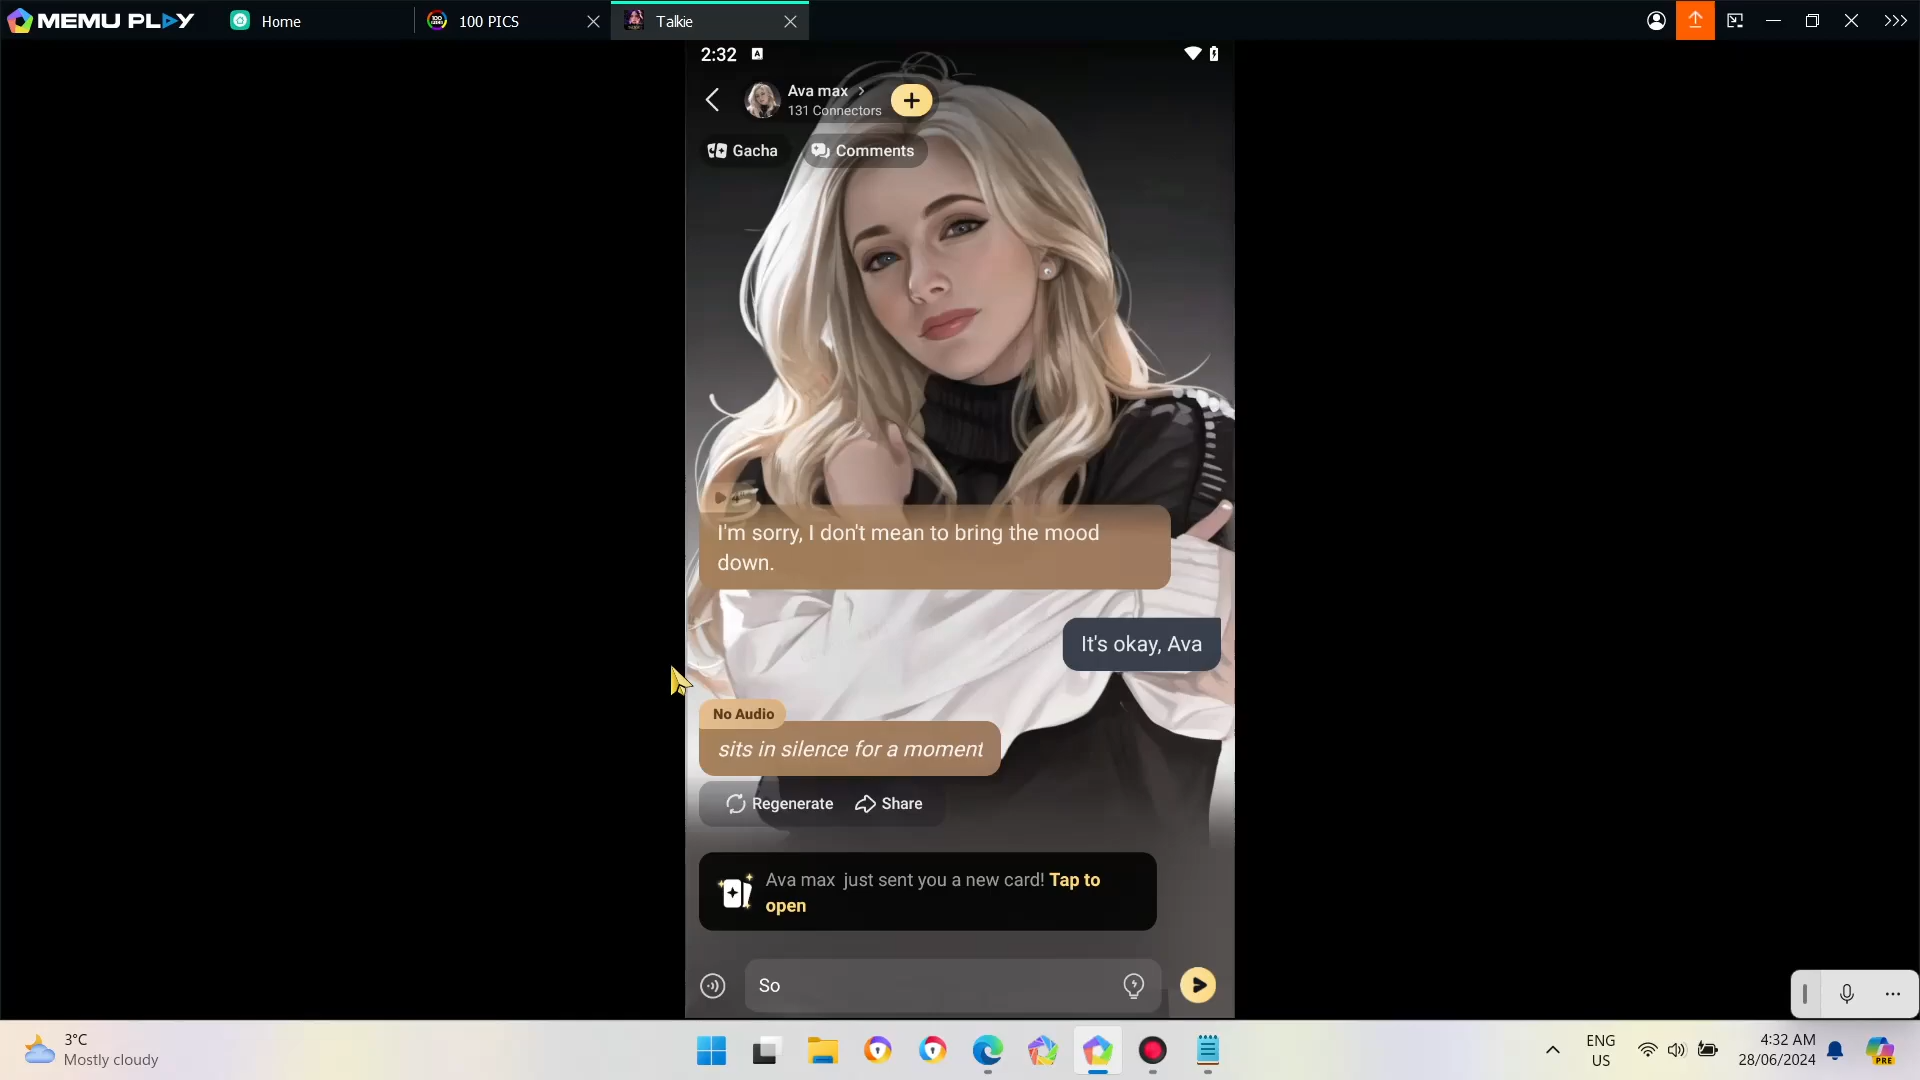 MEMU PLAY
Home
100 PICS
Talkie
2:32
Ava max
131 Connectors
Gacha
Comments
I'm sorry, I don't mean to bring the mood
down.
It's okay, Ava
No Audio
sits in silence for a moment
Regenerate
Share
Ava max just sent you a new card! Tap to
open
So
3°C
Mostly cloudy
ENG
US
4:32 AM
28/06/2024
PRE